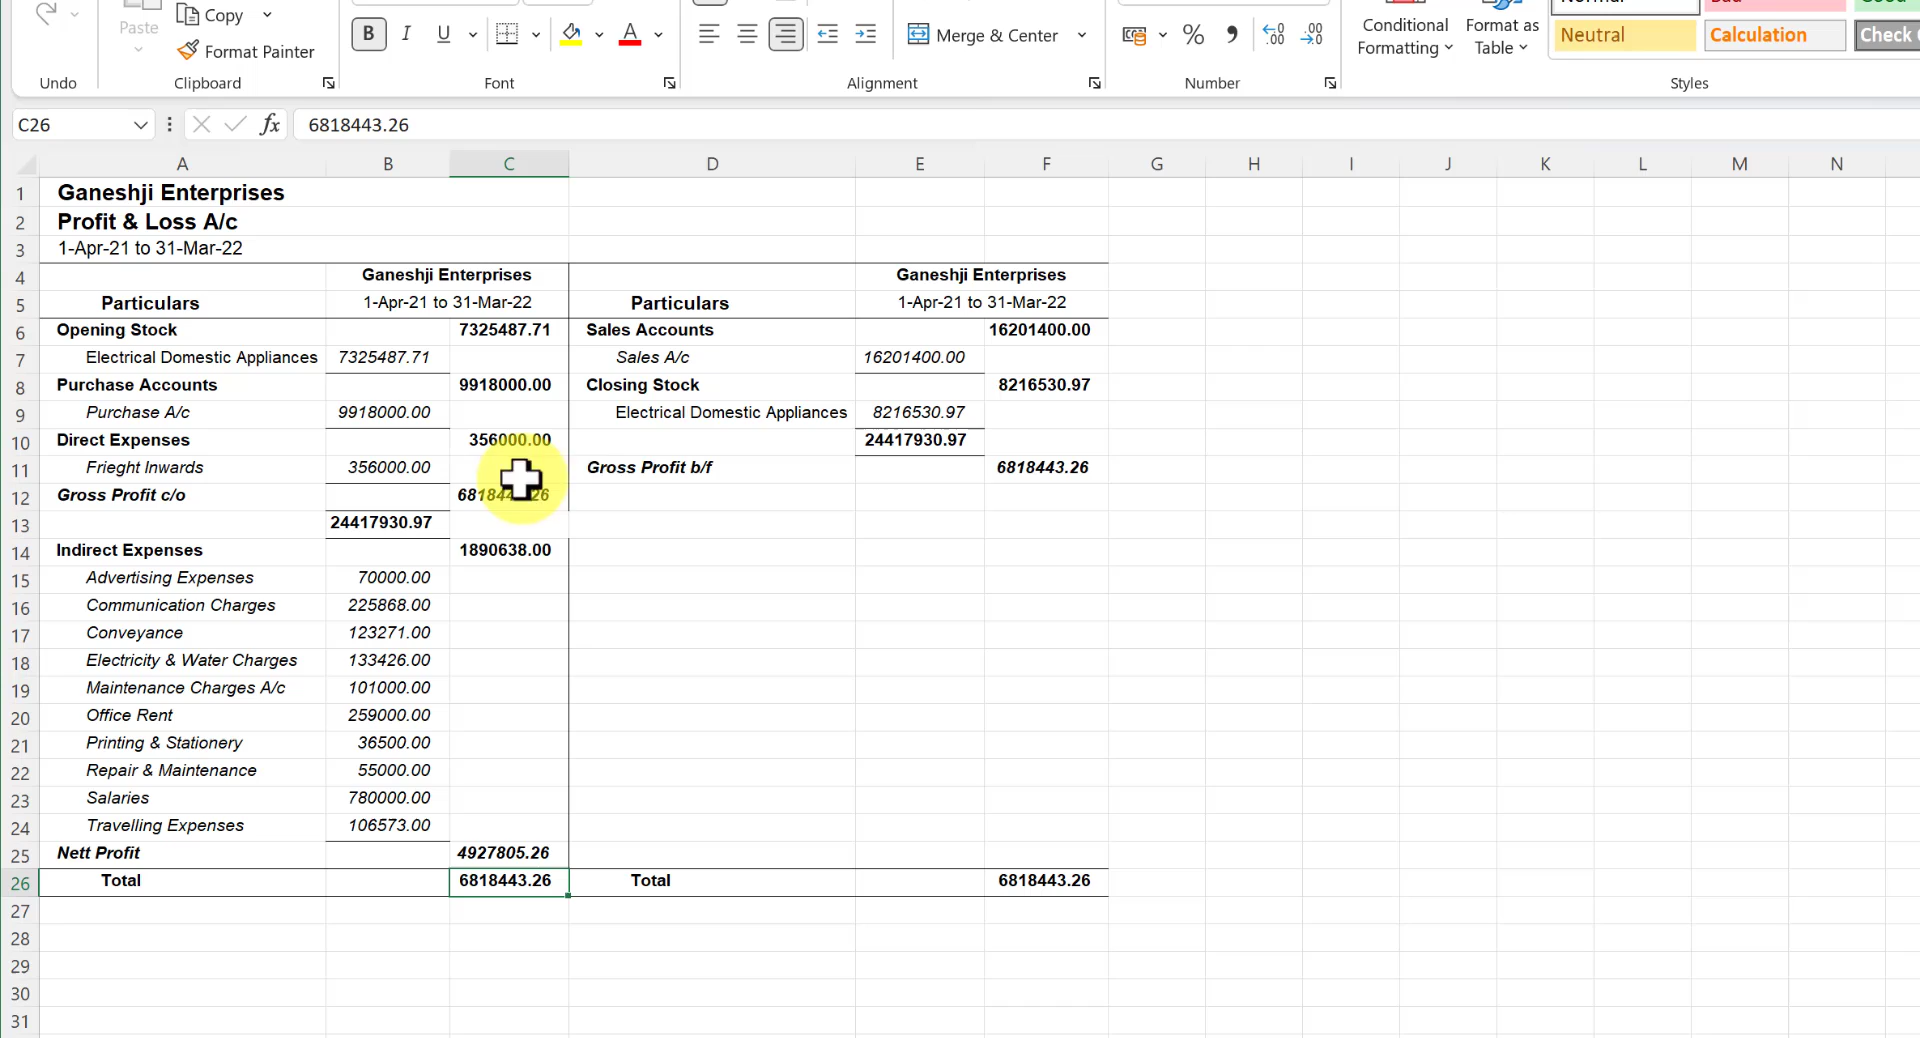 Paste
Copy
Format Painter
Undo
Clipboard
B I U
A
Font
Merge & Center
Alignment
%
Number
Conditional Formatting
Format as Table
Neutral
Calculation
Check
Styles
C26
fx
6818443.26
A B C D E F G H I J K L M N
1 Ganeshji Enterprises
2 Profit & Loss A/c
3 1-Apr-21 to 31-Mar-22
4 Ganeshji Enterprises Ganeshji Enterprises
5 Particulars 1-Apr-21 to 31-Mar-22 Particulars 1-Apr-21 to 31-Mar-22
6 Opening Stock 7325487.71 Sales Accounts 16201400.00
7 Electrical Domestic Appliances 7325487.71 Sales A/c 16201400.00
8 Purchase Accounts 9918000.00 Closing Stock 8216530.97
9 Purchase A/c 9918000.00 Electrical Domestic Appliances 8216530.97
10 Direct Expenses 356000.00 24417930.97
11 Frieght Inwards 356000.00 Gross Profit b/f 6818443.26
12 Gross Profit c/o
13 24417930.97
14 Indirect Expenses 1890638.00
15 Advertising Expenses 70000.00
16 Communication Charges 225868.00
17 Conveyance 123271.00
18 Electricity & Water Charges 133426.00
19 Maintenance Charges A/c 101000.00
20 Office Rent 259000.00
21 Printing & Stationery 36500.00
22 Repair & Maintenance 55000.00
23 Salaries 780000.00
24 Travelling Expenses 106573.00
25 Nett Profit 4927805.26
26 Total 6818443.26 Total 6818443.26
27
28
29
30
31